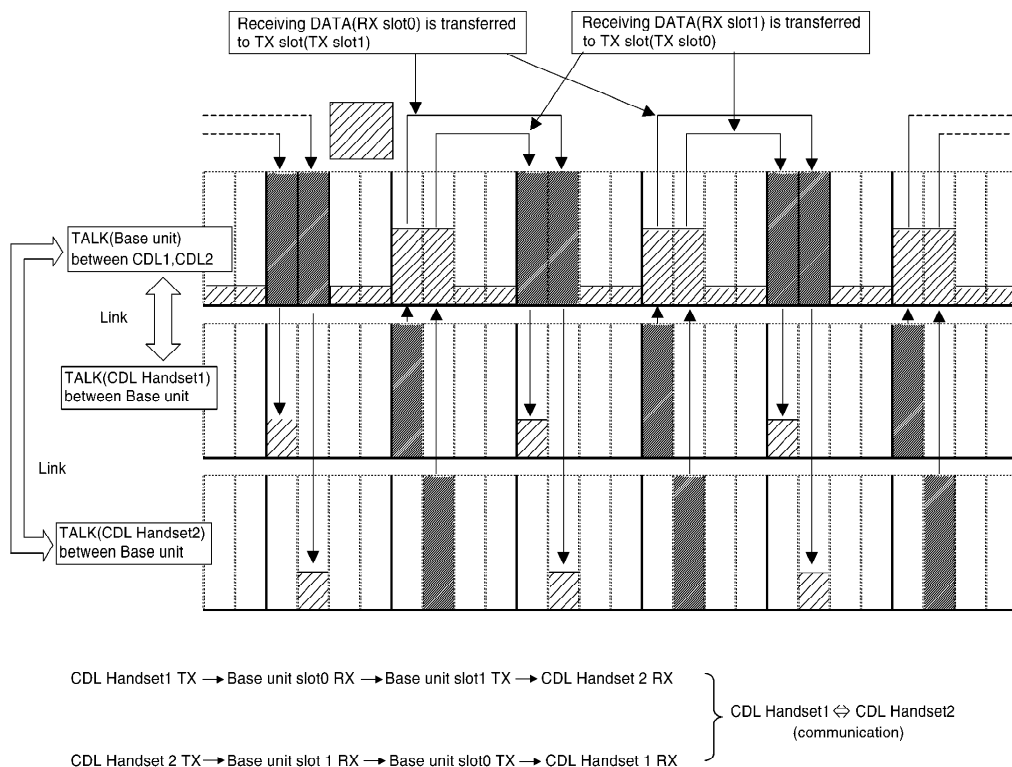 Receiving DATA(RX slot0) is transferred
to TX slot(TX slot1)
Receiving DATA(RX slot1) is transferred
to TX slot(TX slot0)
TALK(Base unit)
between CDL1,CDL2
Link
TALK(CDL Handset1)
between Base unit
Link
TALK(CDL Handset2)
between Base unit
CDL Handset1 TX → Base unit slot0 RX → Base unit slot1 TX → CDL Handset 2 RX
CDL Handset1 ⇔ CDL Handset2
(communication)
CDL Handset 2 TX → Base unit slot 1 RX → Base unit slot0 TX → CDL Handset 1 RX